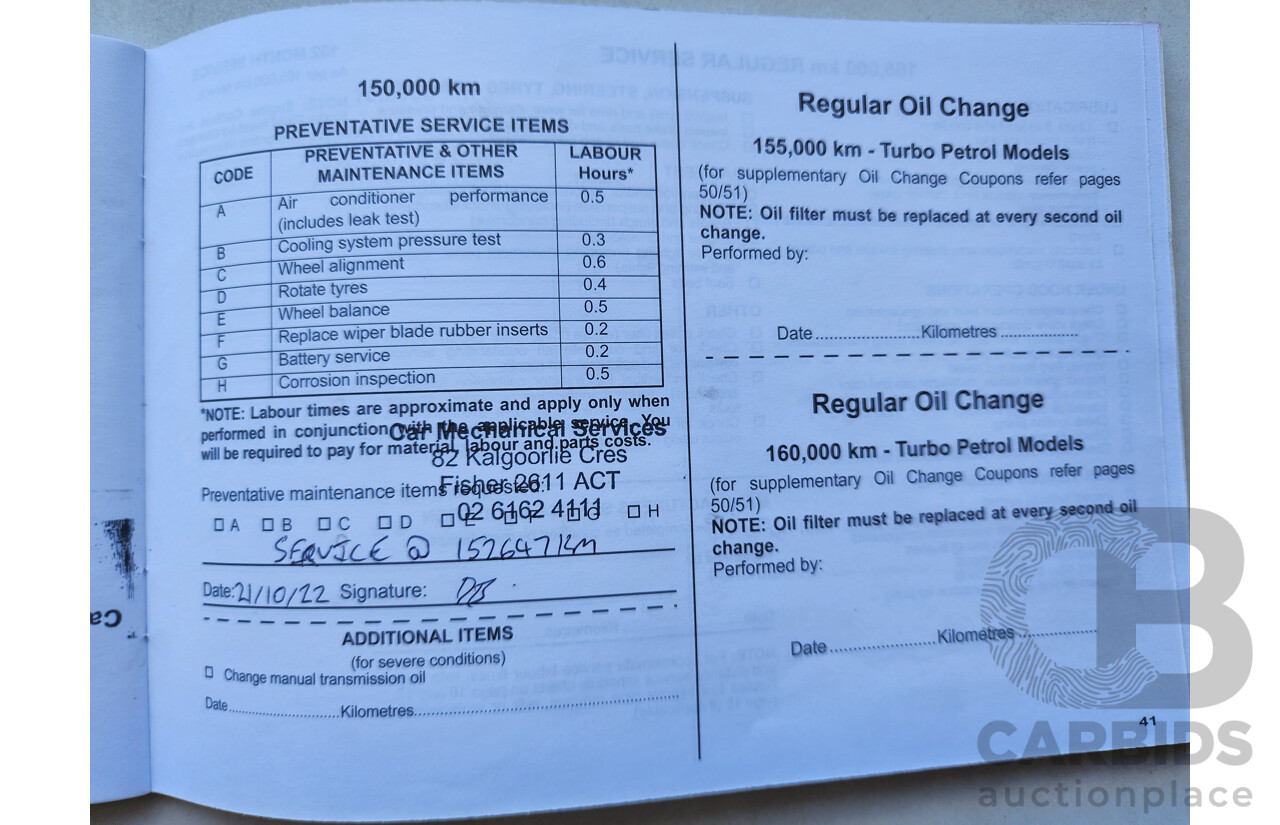 150,000 km
PREVENTATIVE SERVICE ITEMS
CODE PREVENTATIVE & OTHER MAINTENANCE ITEMS LABOUR Hours*
A Air conditioner performance (includes leak test) 0.5
B Cooling system pressure test 0.3
C Wheel alignment 0.6
D Rotate tyres 0.4
E Wheel balance 0.5
F Replace wiper blade rubber inserts 0.2
G Battery service 0.2
H Corrosion inspection 0.5
*NOTE: Labour times are approximate and apply only when
performed in conjunction with the applicable service. You
will be required to pay for material, labour and parts costs.
Car Mechanical Services
82 Kalgoorlie Cres
Fisher 2611 ACT
02 6162 4111
Preventative maintenance items requested:
A B C D E F G H
SERVICE @ 152647KM
Date: 21/10/22 Signature:
ADDITIONAL ITEMS
(for severe conditions)
Change manual transmission oil
Date Kilometres
Regular Oil Change
155,000 km - Turbo Petrol Models
(for supplementary Oil Change Coupons refer pages
50/51)
NOTE: Oil filter must be replaced at every second oil
change.
Performed by:
Date Kilometres
Regular Oil Change
160,000 km - Turbo Petrol Models
(for supplementary Oil Change Coupons refer pages
50/51)
NOTE: Oil filter must be replaced at every second oil
change.
Performed by:
Date Kilometres
41
CB
CARBIDS
auctionplace